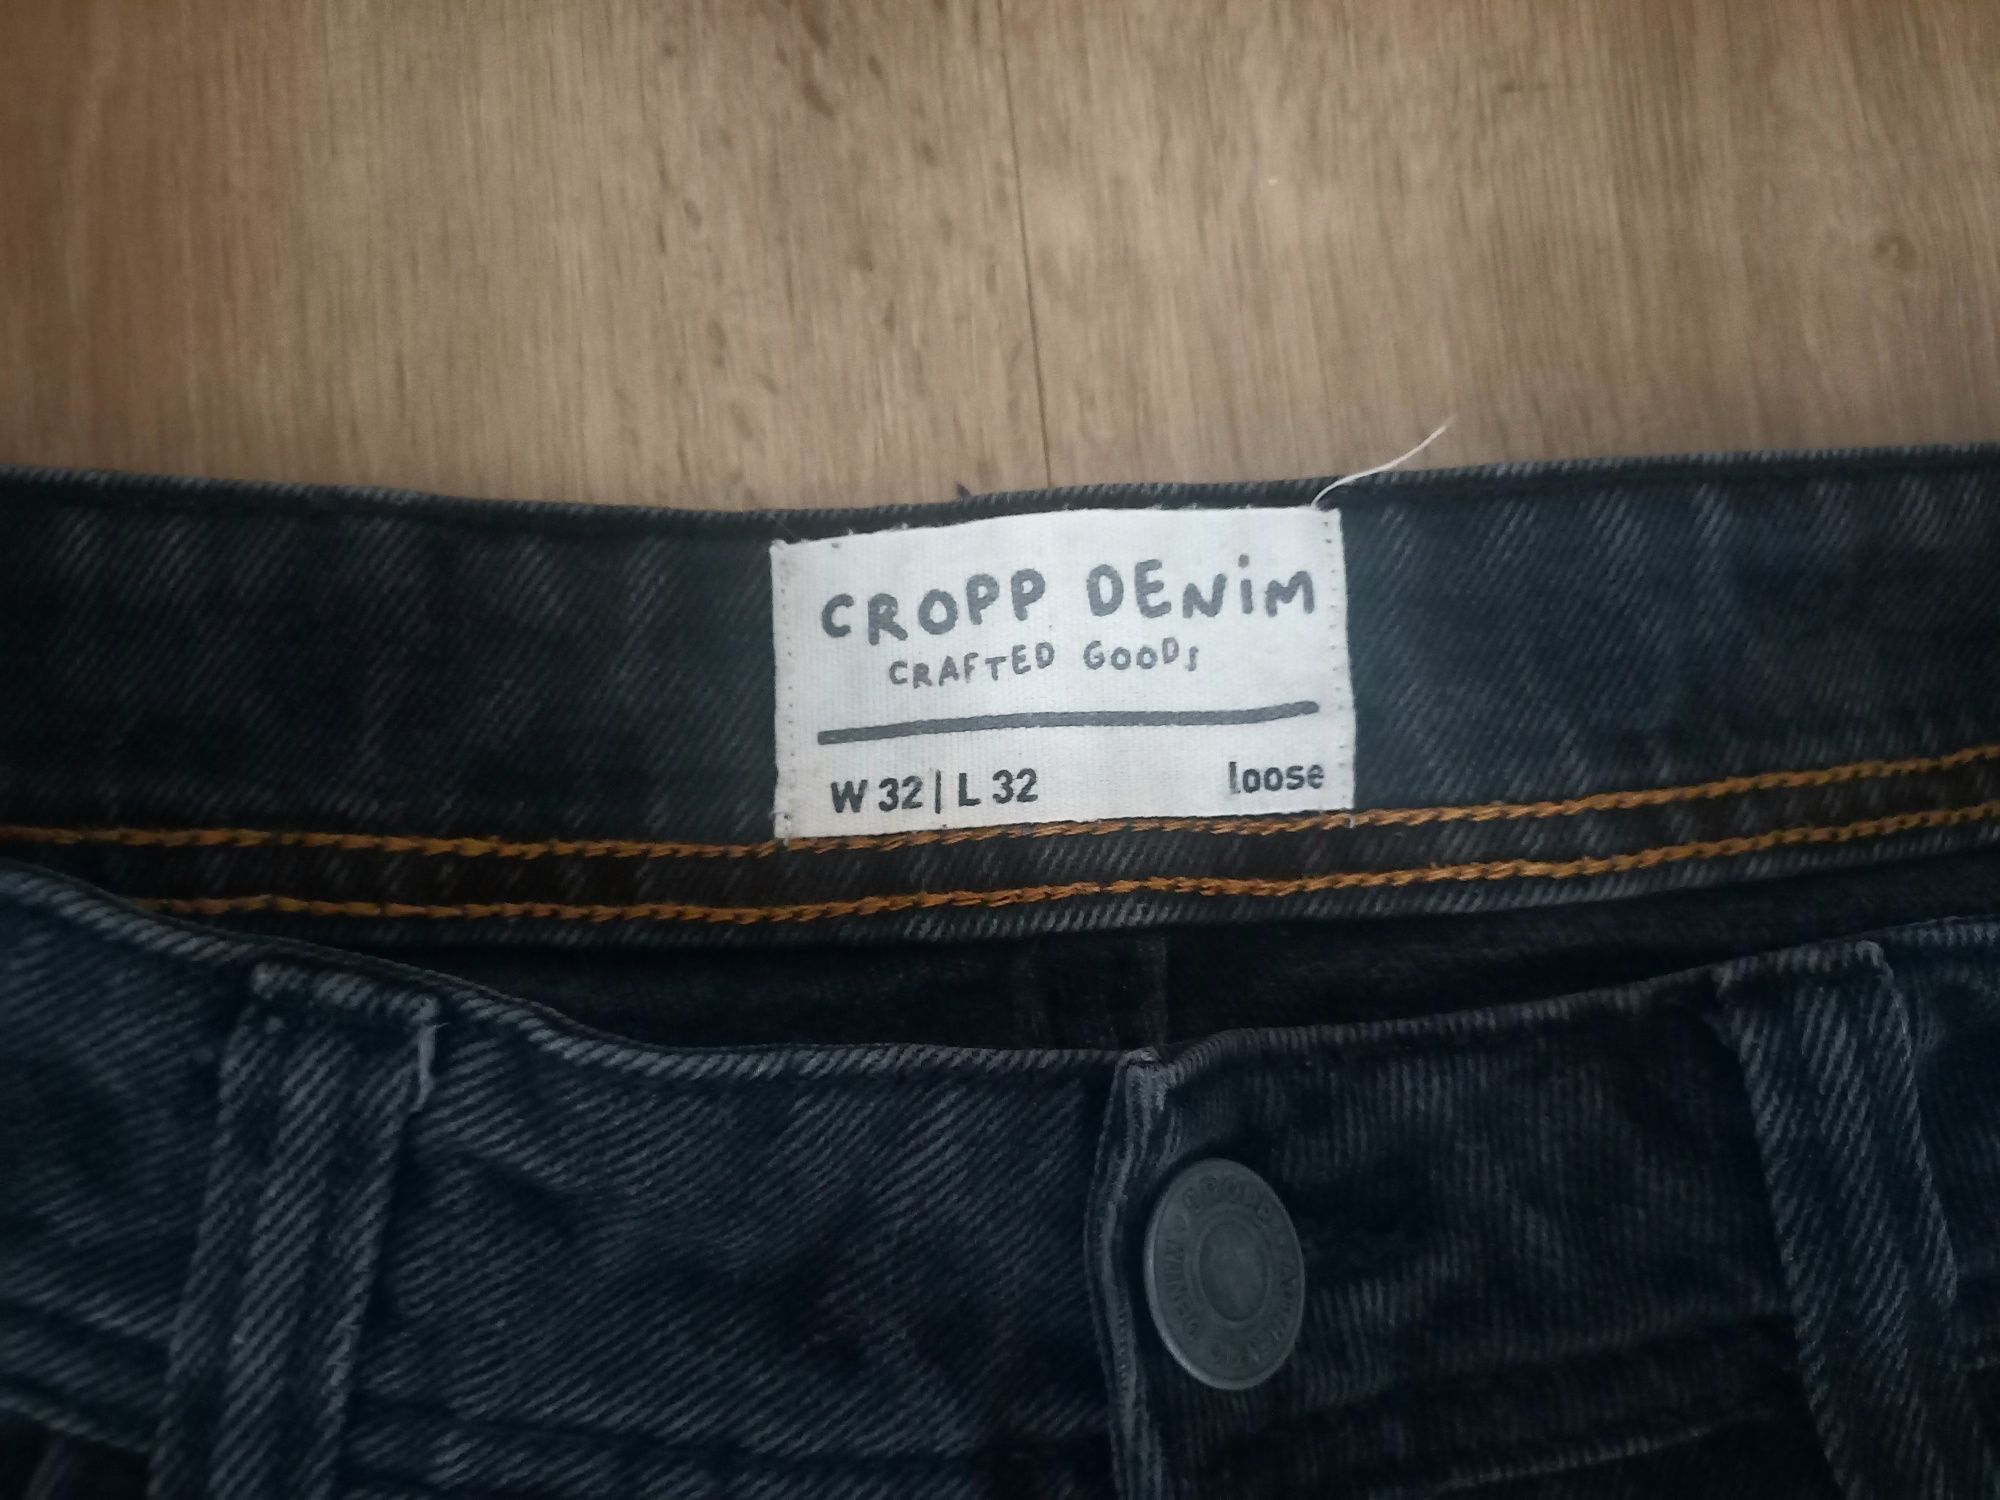 CROPP DENiM
CRAFTED GOODS
W 32 | L 32 loose